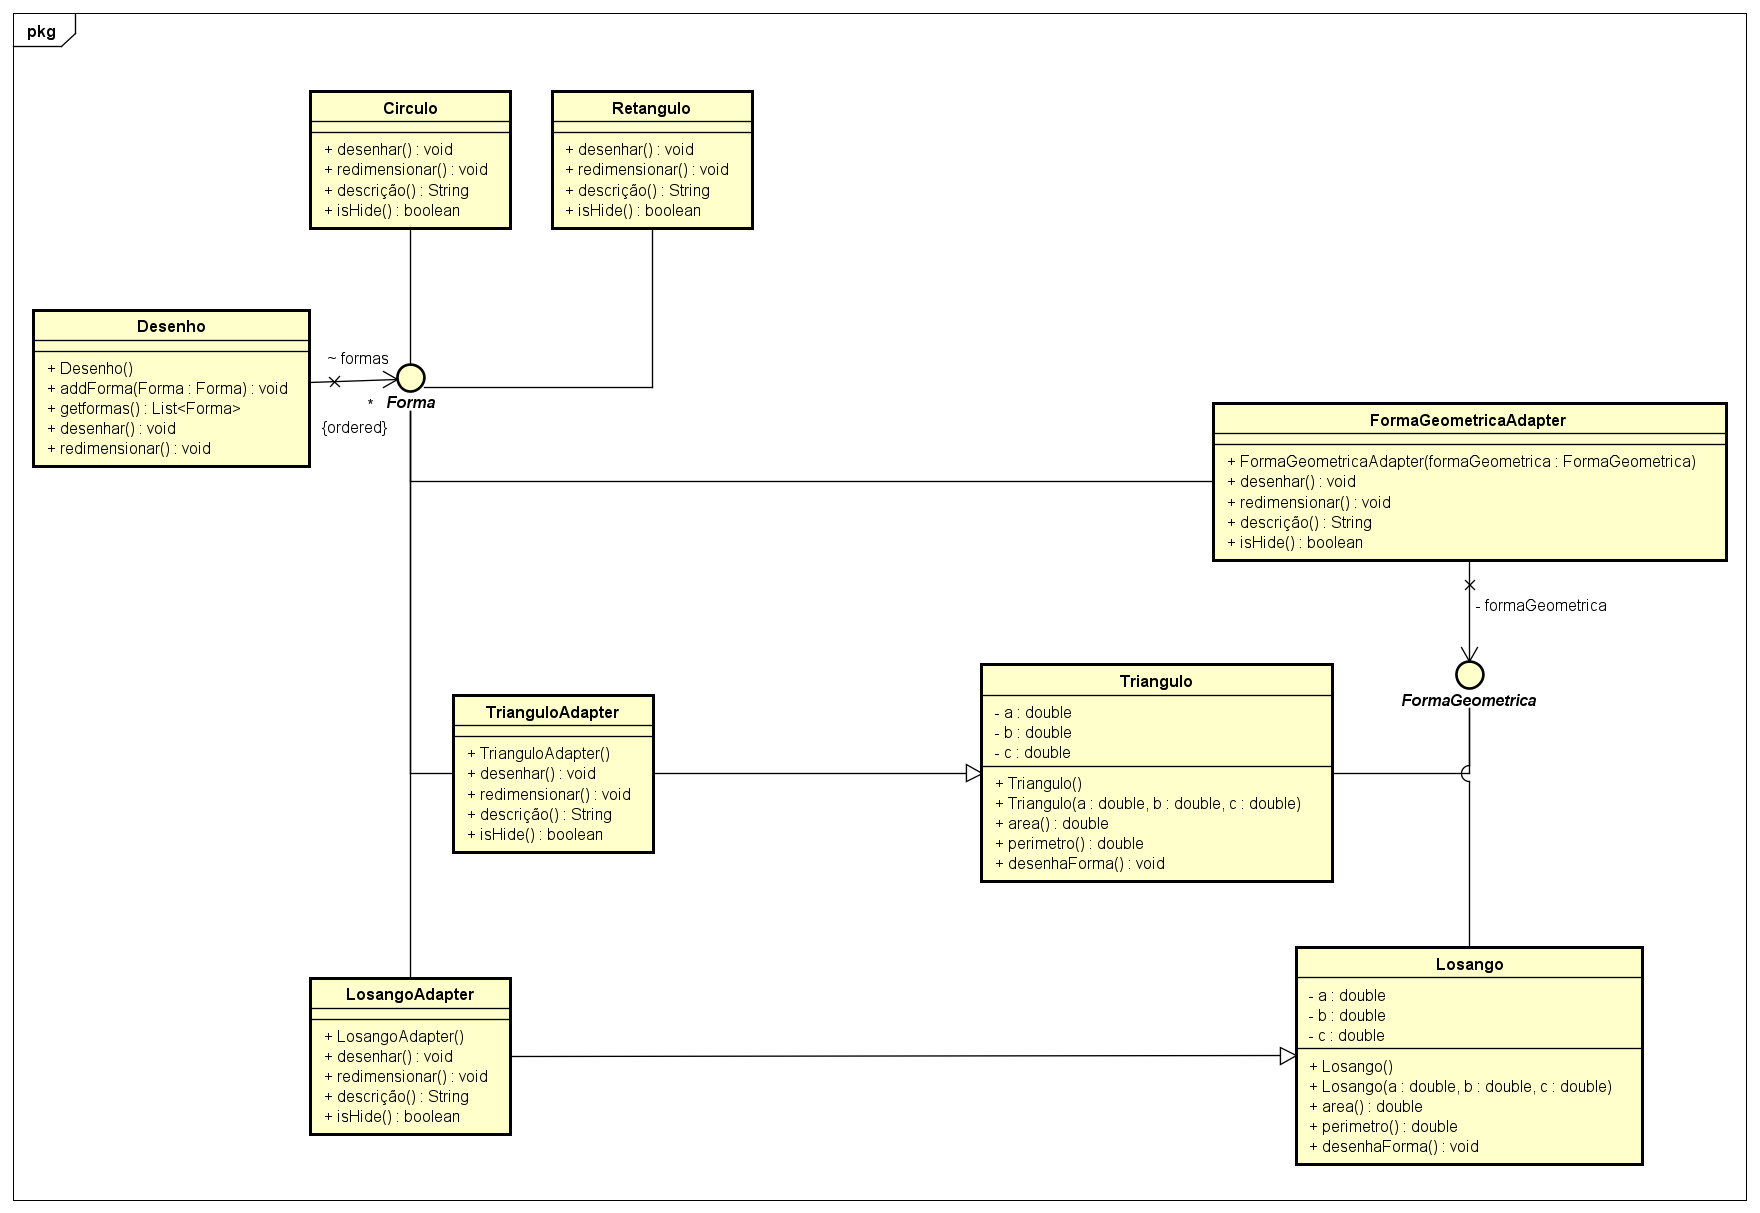 pkg
Circulo
+ desenhar() : void
+ redimensionar() : void
+ descrição() : String
+ isHide() : boolean
Retangulo
+ desenhar() : void
+ redimensionar() : void
+ descrição() : String
+ isHide() : boolean
Desenho
+ Desenho()
+ addForma(Forma : Forma) : void
+ getformas() : List<Forma>
+ desenhar() : void
+ redimensionar() : void
~ formas
*
Forma
{ordered}
FormaGeometricaAdapter
+ FormaGeometricaAdapter(formaGeometrica : FormaGeometrica)
+ desenhar() : void
+ redimensionar() : void
+ descrição() : String
+ isHide() : boolean
- formaGeometrica
FormaGeometrica
TrianguloAdapter
+ TrianguloAdapter()
+ desenhar() : void
+ redimensionar() : void
+ descrição() : String
+ isHide() : boolean
Triangulo
- a : double
- b : double
- c : double
+ Triangulo()
+ Triangulo(a : double, b : double, c : double)
+ area() : double
+ perimetro() : double
+ desenhaForma() : void
LosangoAdapter
+ LosangoAdapter()
+ desenhar() : void
+ redimensionar() : void
+ descrição() : String
+ isHide() : boolean
Losango
- a : double
- b : double
- c : double
+ Losango()
+ Losango(a : double, b : double, c : double)
+ area() : double
+ perimetro() : double
+ desenhaForma() : void